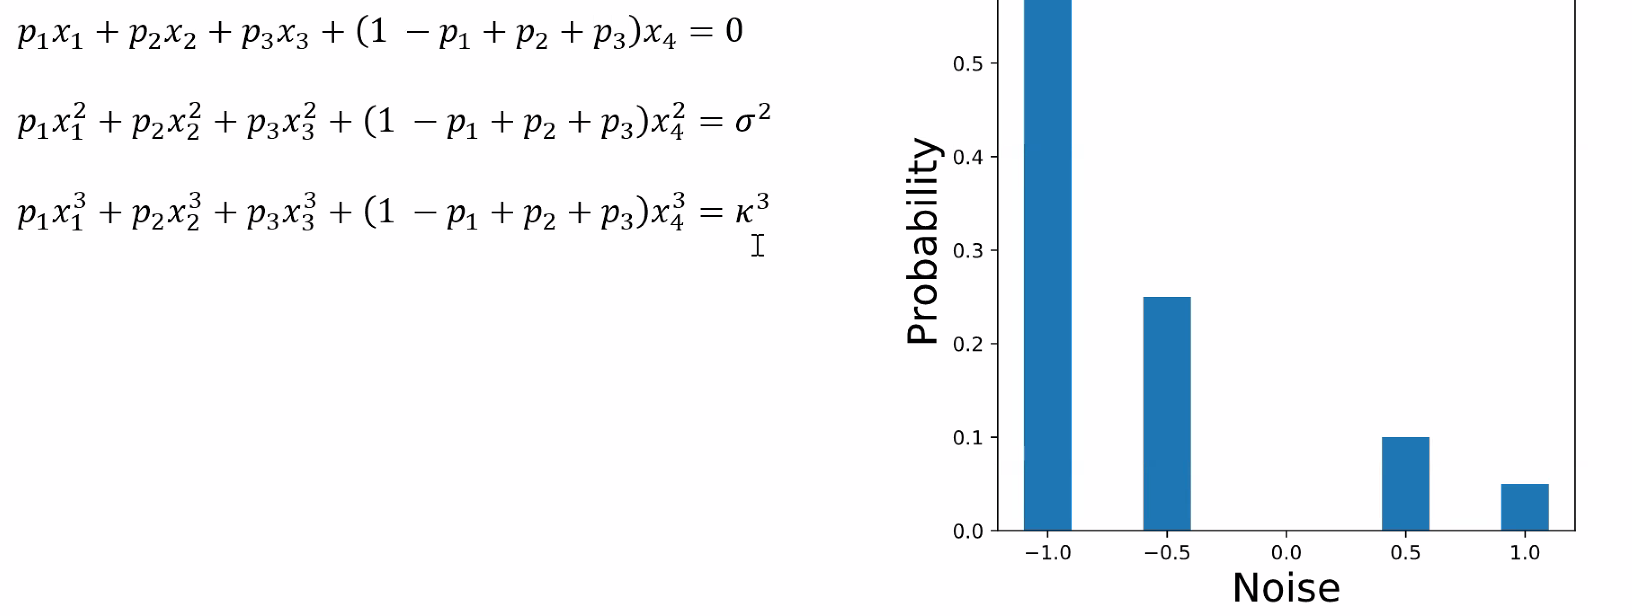 p₁x₁ + p₂x₂ + p₃x₃ + (1 − p₁ + p₂ + p₃)x₄ = 0
p₁x₁² + p₂x₂² + p₃x₃² + (1 − p₁ + p₂ + p₃)x₄² = σ²
p₁x₁³ + p₂x₂³ + p₃x₃³ + (1 − p₁ + p₂ + p₃)x₄³ = κ³
Probability
0.5
0.4
0.3
0.2
0.1
0.0
−1.0 −0.5 0.0 0.5 1.0
Noise